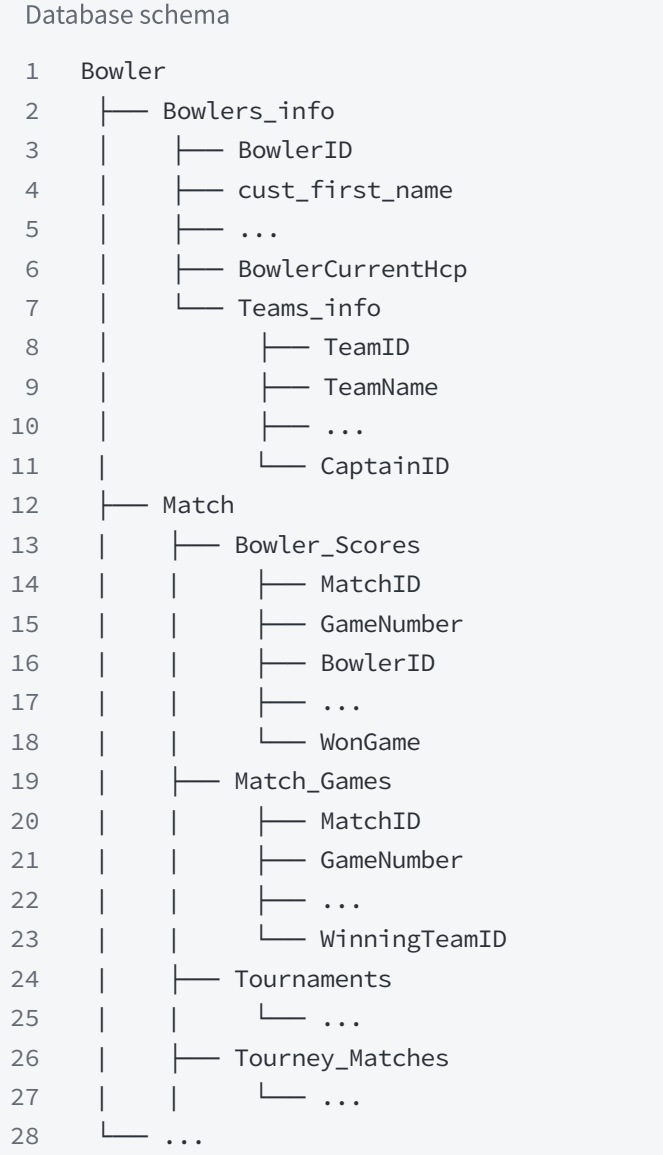 Database schema
1 Bowler
2 ├── Bowlers_info
3 │ ├── BowlerID
4 │ ├── cust_first_name
5 │ ├── ...
6 │ ├── BowlerCurrentHcp
7 │ └── Teams_info
8 │ ├── TeamID
9 │ ├── TeamName
10 │ ├── ...
11 | └── CaptainID
12 ├── Match
13 | ├── Bowler_Scores
14 | | ├── MatchID
15 | | ├── GameNumber
16 | | ├── BowlerID
17 | | ├── ...
18 | | └── WonGame
19 | ├── Match_Games
20 | | ├── MatchID
21 | | ├── GameNumber
22 | | ├── ...
23 | | └── WinningTeamID
24 | ├── Tournaments
25 | | └── ...
26 | ├── Tourney_Matches
27 | | └── ...
28 └── ...